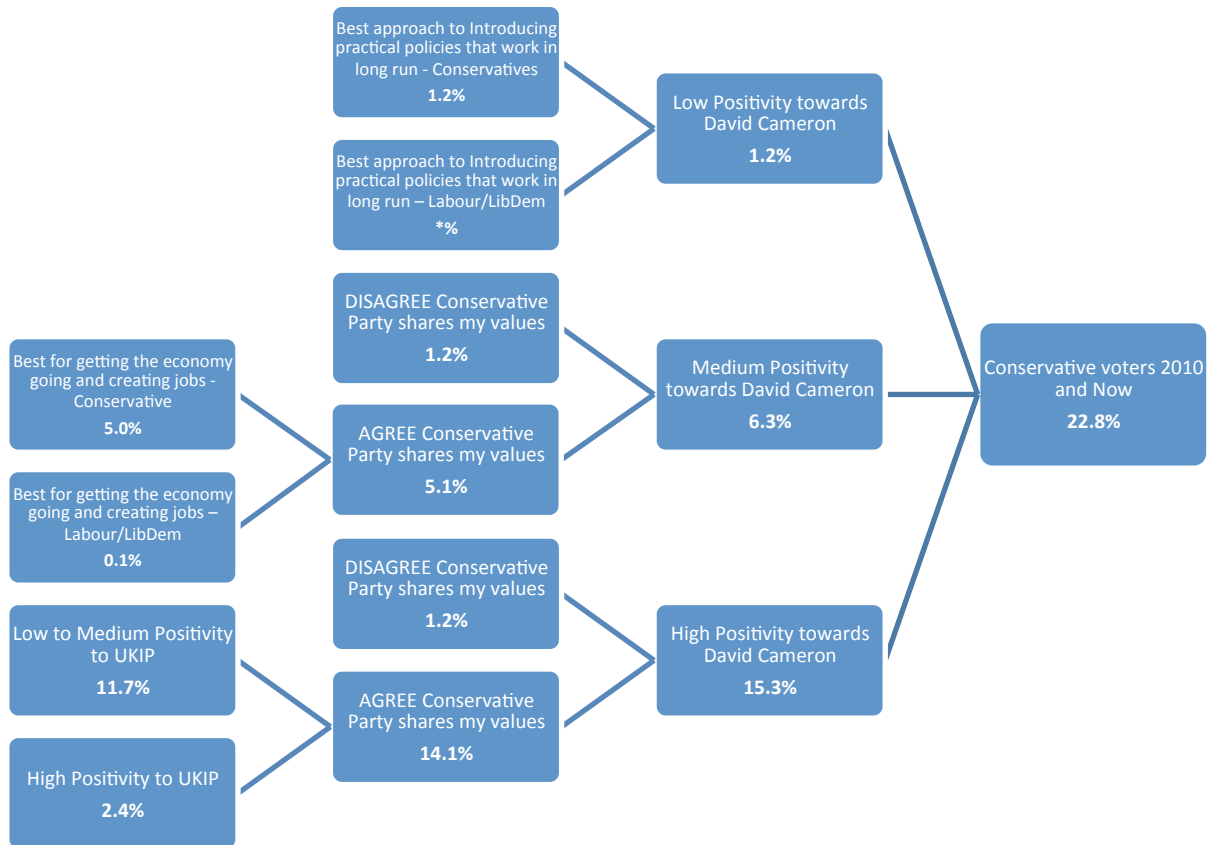 Best approach to Introducing
practical policies that work in
long run - Conservatives
1.2%
Best approach to Introducing
practical policies that work in
long run – Labour/LibDem
*%
Low Positivity towards
David Cameron
1.2%
DISAGREE Conservative
Party shares my values
1.2%
AGREE Conservative
Party shares my values
5.1%
Medium Positivity
towards David Cameron
6.3%
Conservative voters 2010
and Now
22.8%
Best for getting the economy
going and creating jobs -
Conservative
5.0%
Best for getting the economy
going and creating jobs –
Labour/LibDem
0.1%
DISAGREE Conservative
Party shares my values
1.2%
AGREE Conservative
Party shares my values
14.1%
High Positivity towards
David Cameron
15.3%
Low to Medium Positivity
to UKIP
11.7%
High Positivity to UKIP
2.4%